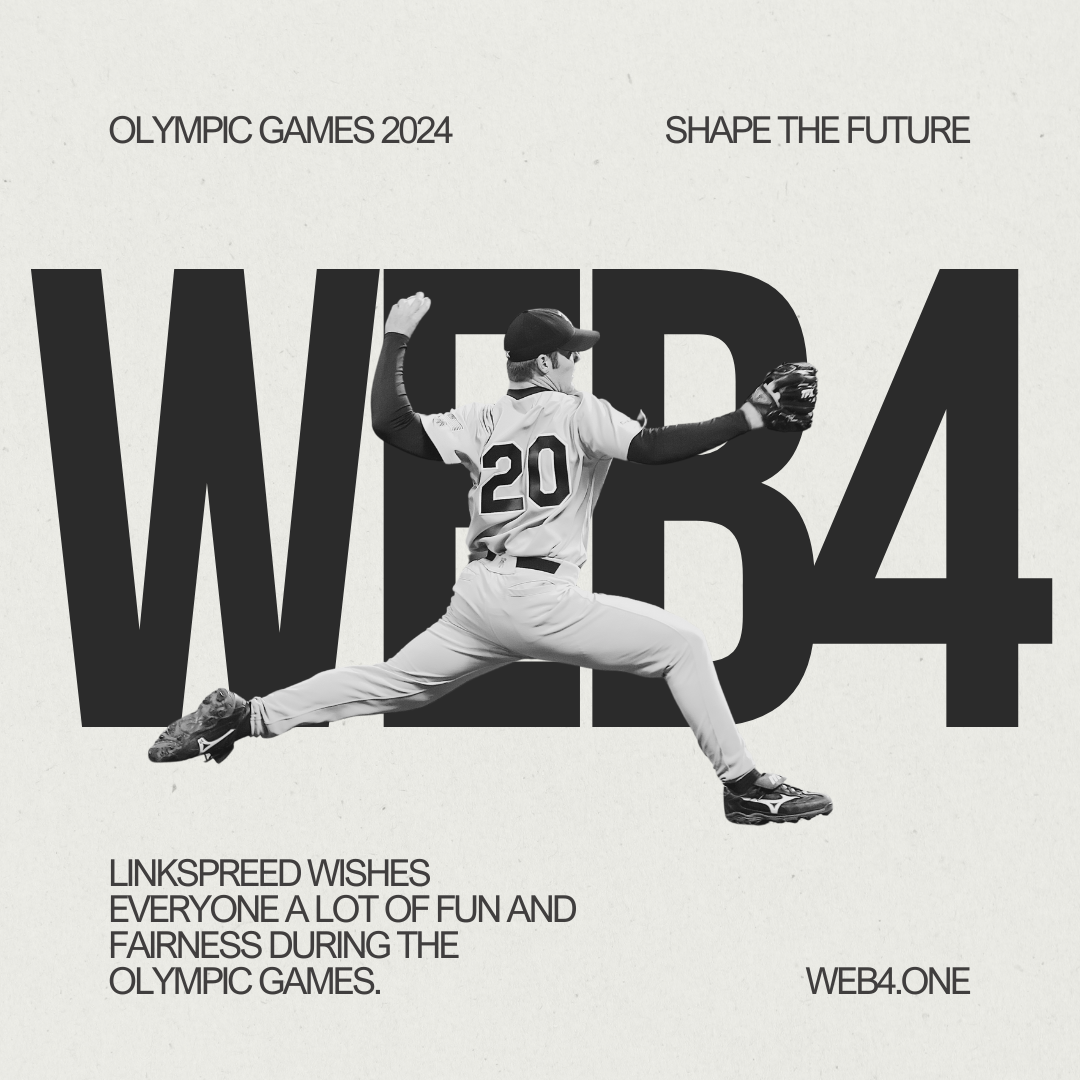 OLYMPIC GAMES 2024
SHAPE THE FUTURE
WEB4
20
LINKSPREED WISHES
EVERYONE A LOT OF FUN AND
FAIRNESS DURING THE
OLYMPIC GAMES.
WEB4.ONE